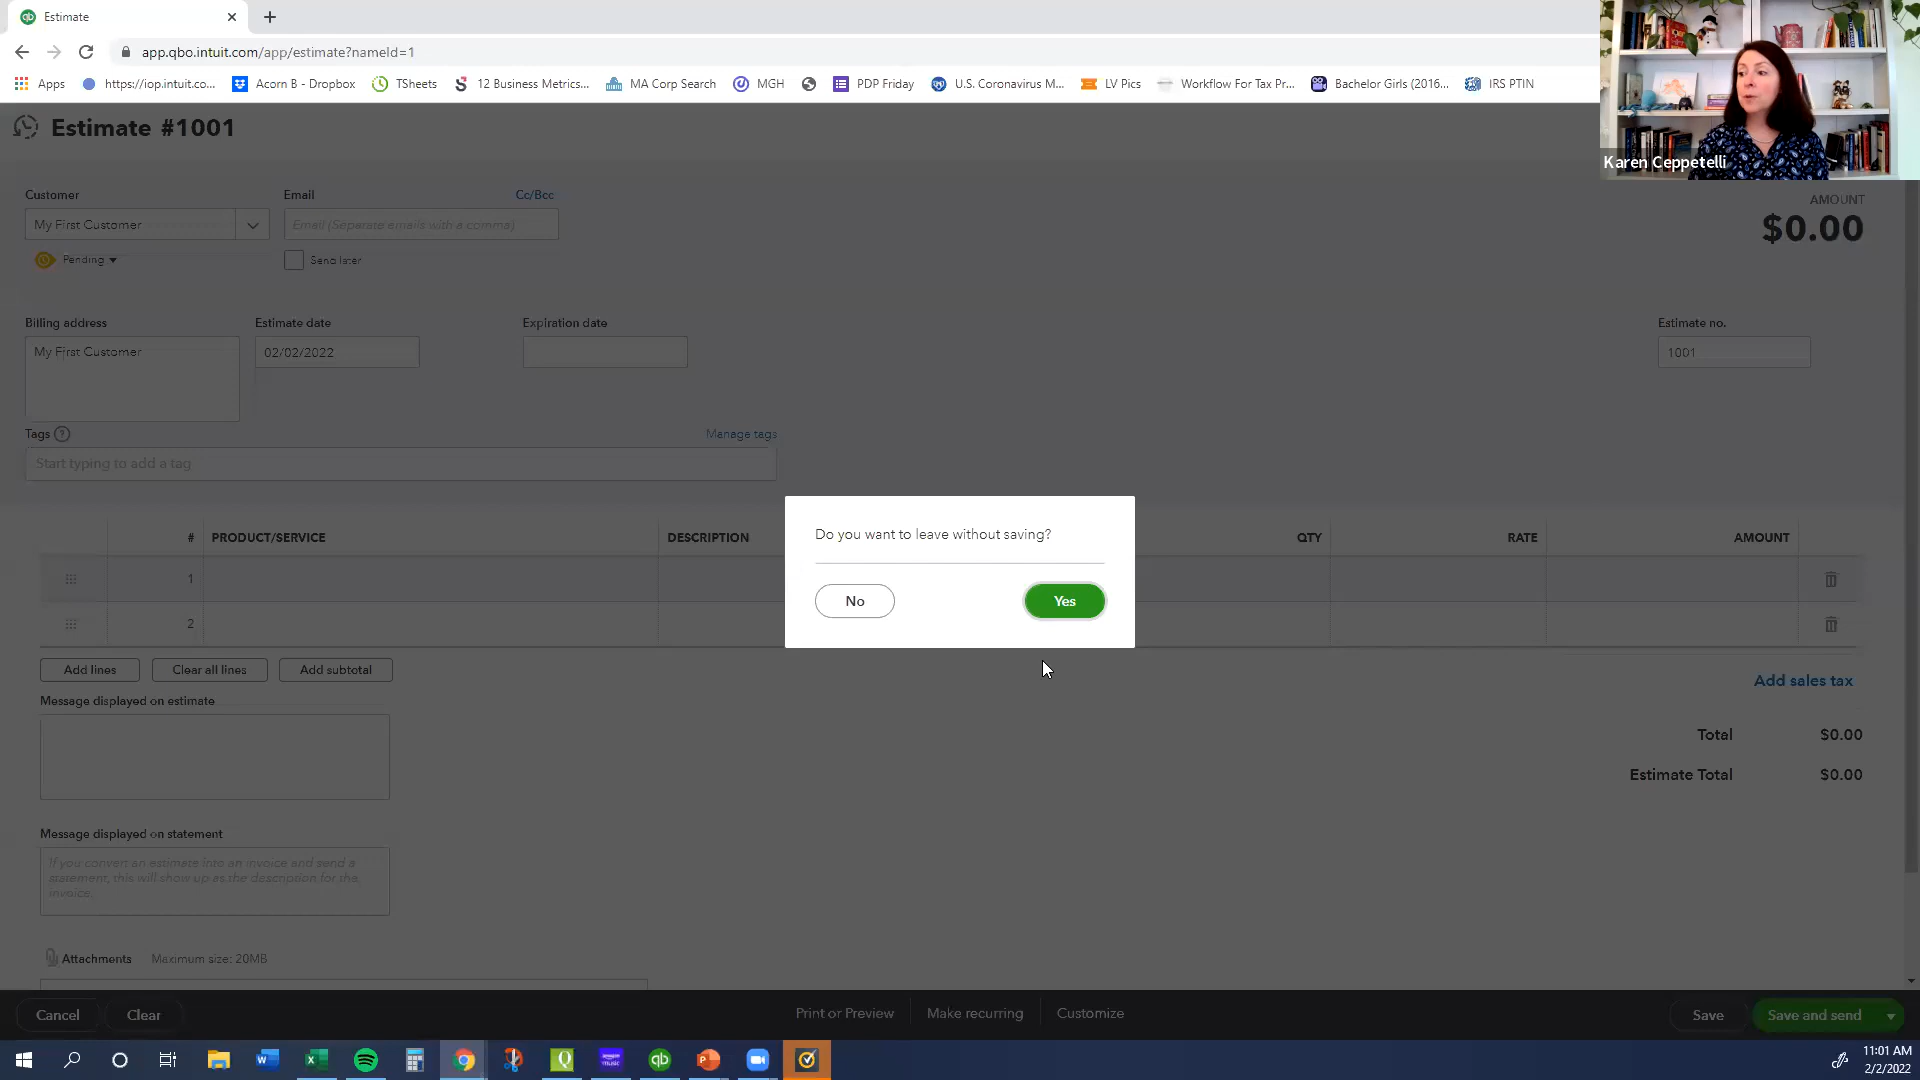 Estimate
app.qbo.intuit.com/app/estimate?nameId=1
Apps
https://iop.intuit.co...
Acorn B - Dropbox
TSheets
12 Business Metrics...
MA Corp Search
MGH
PDP Friday
U.S. Coronavirus M...
LV Pics
Workflow For Tax Pr...
Bachelor Girls (2016...
IRS PTIN
Karen Ceppetelli
Estimate #1001
Customer
Email
Cc/Bcc
AMOUNT
My First Customer
Email (Separate emails with a comma)
$0.00
Pending
Send later
Billing address
Estimate date
Expiration date
Estimate no.
My First Customer
02/02/2022
1001
Tags
Manage tags
Start typing to add a tag
# PRODUCT/SERVICE
DESCRIPTION
QTY
RATE
AMOUNT
1
2
Do you want to leave without saving?
No
Yes
Add lines
Clear all lines
Add subtotal
Add sales tax
Message displayed on estimate
Total $0.00
Estimate Total $0.00
Message displayed on statement
If you convert an estimate into an invoice and send a
statement, this will show up as the description for the
invoice.
Attachments Maximum size: 20MB
Cancel
Clear
Print or Preview
Make recurring
Customize
Save
Save and send
11:01 AM
2/2/2022